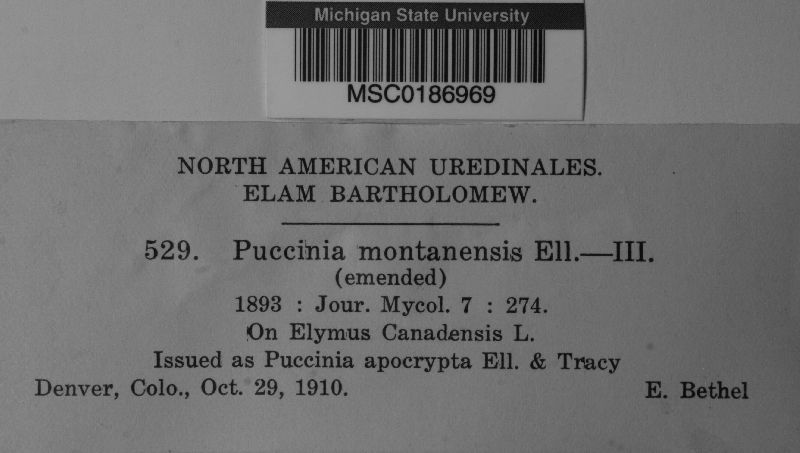 Michigan State University
MSC0186969
NORTH AMERICAN UREDINALES.
ELAM BARTHOLOMEW.
529. Puccinia montanensis Ell.—III.
(emended)
1893 : Jour. Mycol. 7 : 274.
On Elymus Canadensis L.
Issued as Puccinia apocrypta Ell. & Tracy
Denver, Colo., Oct. 29, 1910. E. Bethel